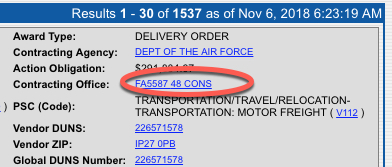 Results 1 - 30 of 1537 as of Nov 6, 2018 6:23:19 AM
Award Type: DELIVERY ORDER
Contracting Agency: DEPT OF THE AIR FORCE
Action Obligation:
Contracting Office: FA5587 48 CONS
) PSC (Code): TRANSPORTATION/TRAVEL/RELOCATION-
TRANSPORTATION: MOTOR FREIGHT ( V112 )
Vendor DUNS: 226571578
Vendor ZIP: IP27 0PB
Global DUNS Number: 226571578